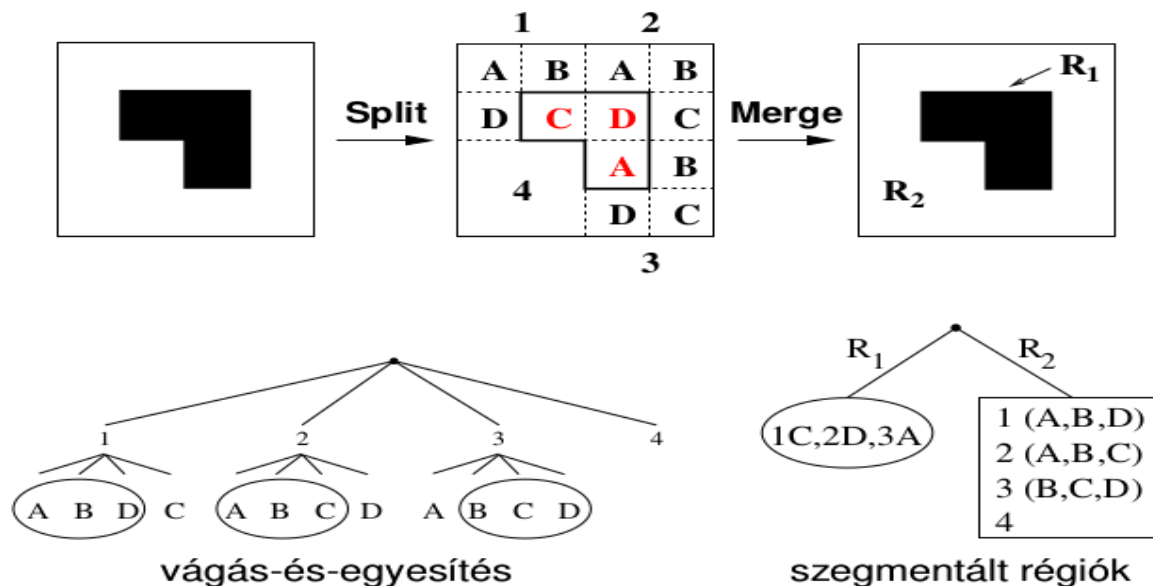 1 2
A B A B R₁
Split D C D C Merge
A B
4 R₂
D C
3
R₁ R₂
1 2 3 4
1C,2D,3A
1 (A,B,D)
2 (A,B,C)
3 (B,C,D)
4
A B D C A B C D A B C D
vágás-és-egyesítés szegmentált régiók